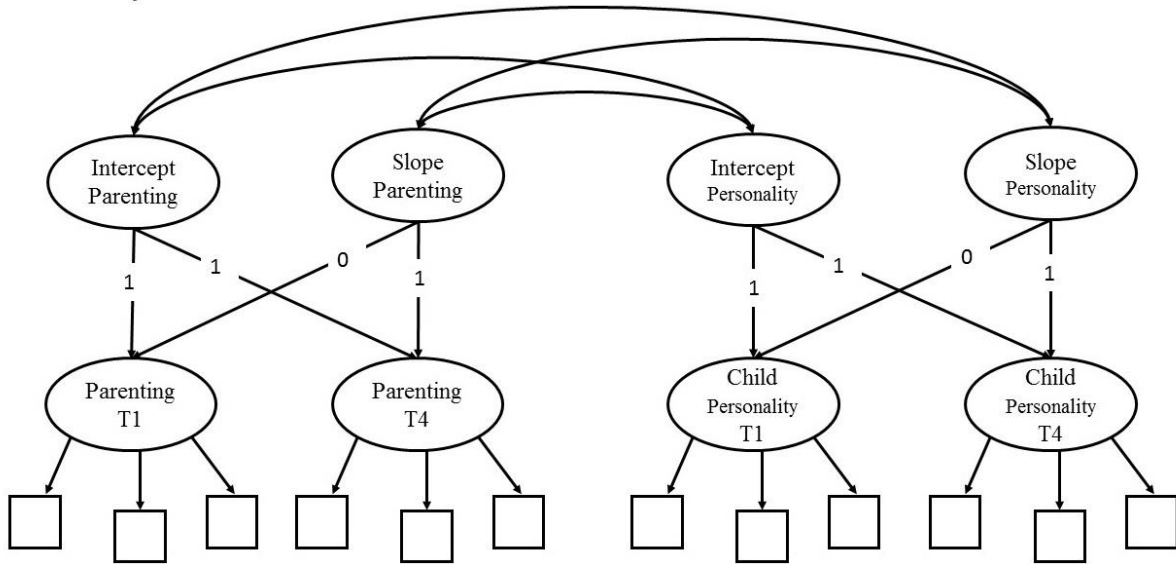 Intercept
Parenting
Slope
Parenting
Intercept
Personality
Slope
Personality
1
1
0
1
1
1
0
1
Parenting
T1
Parenting
T4
Child
Personality
T1
Child
Personality
T4